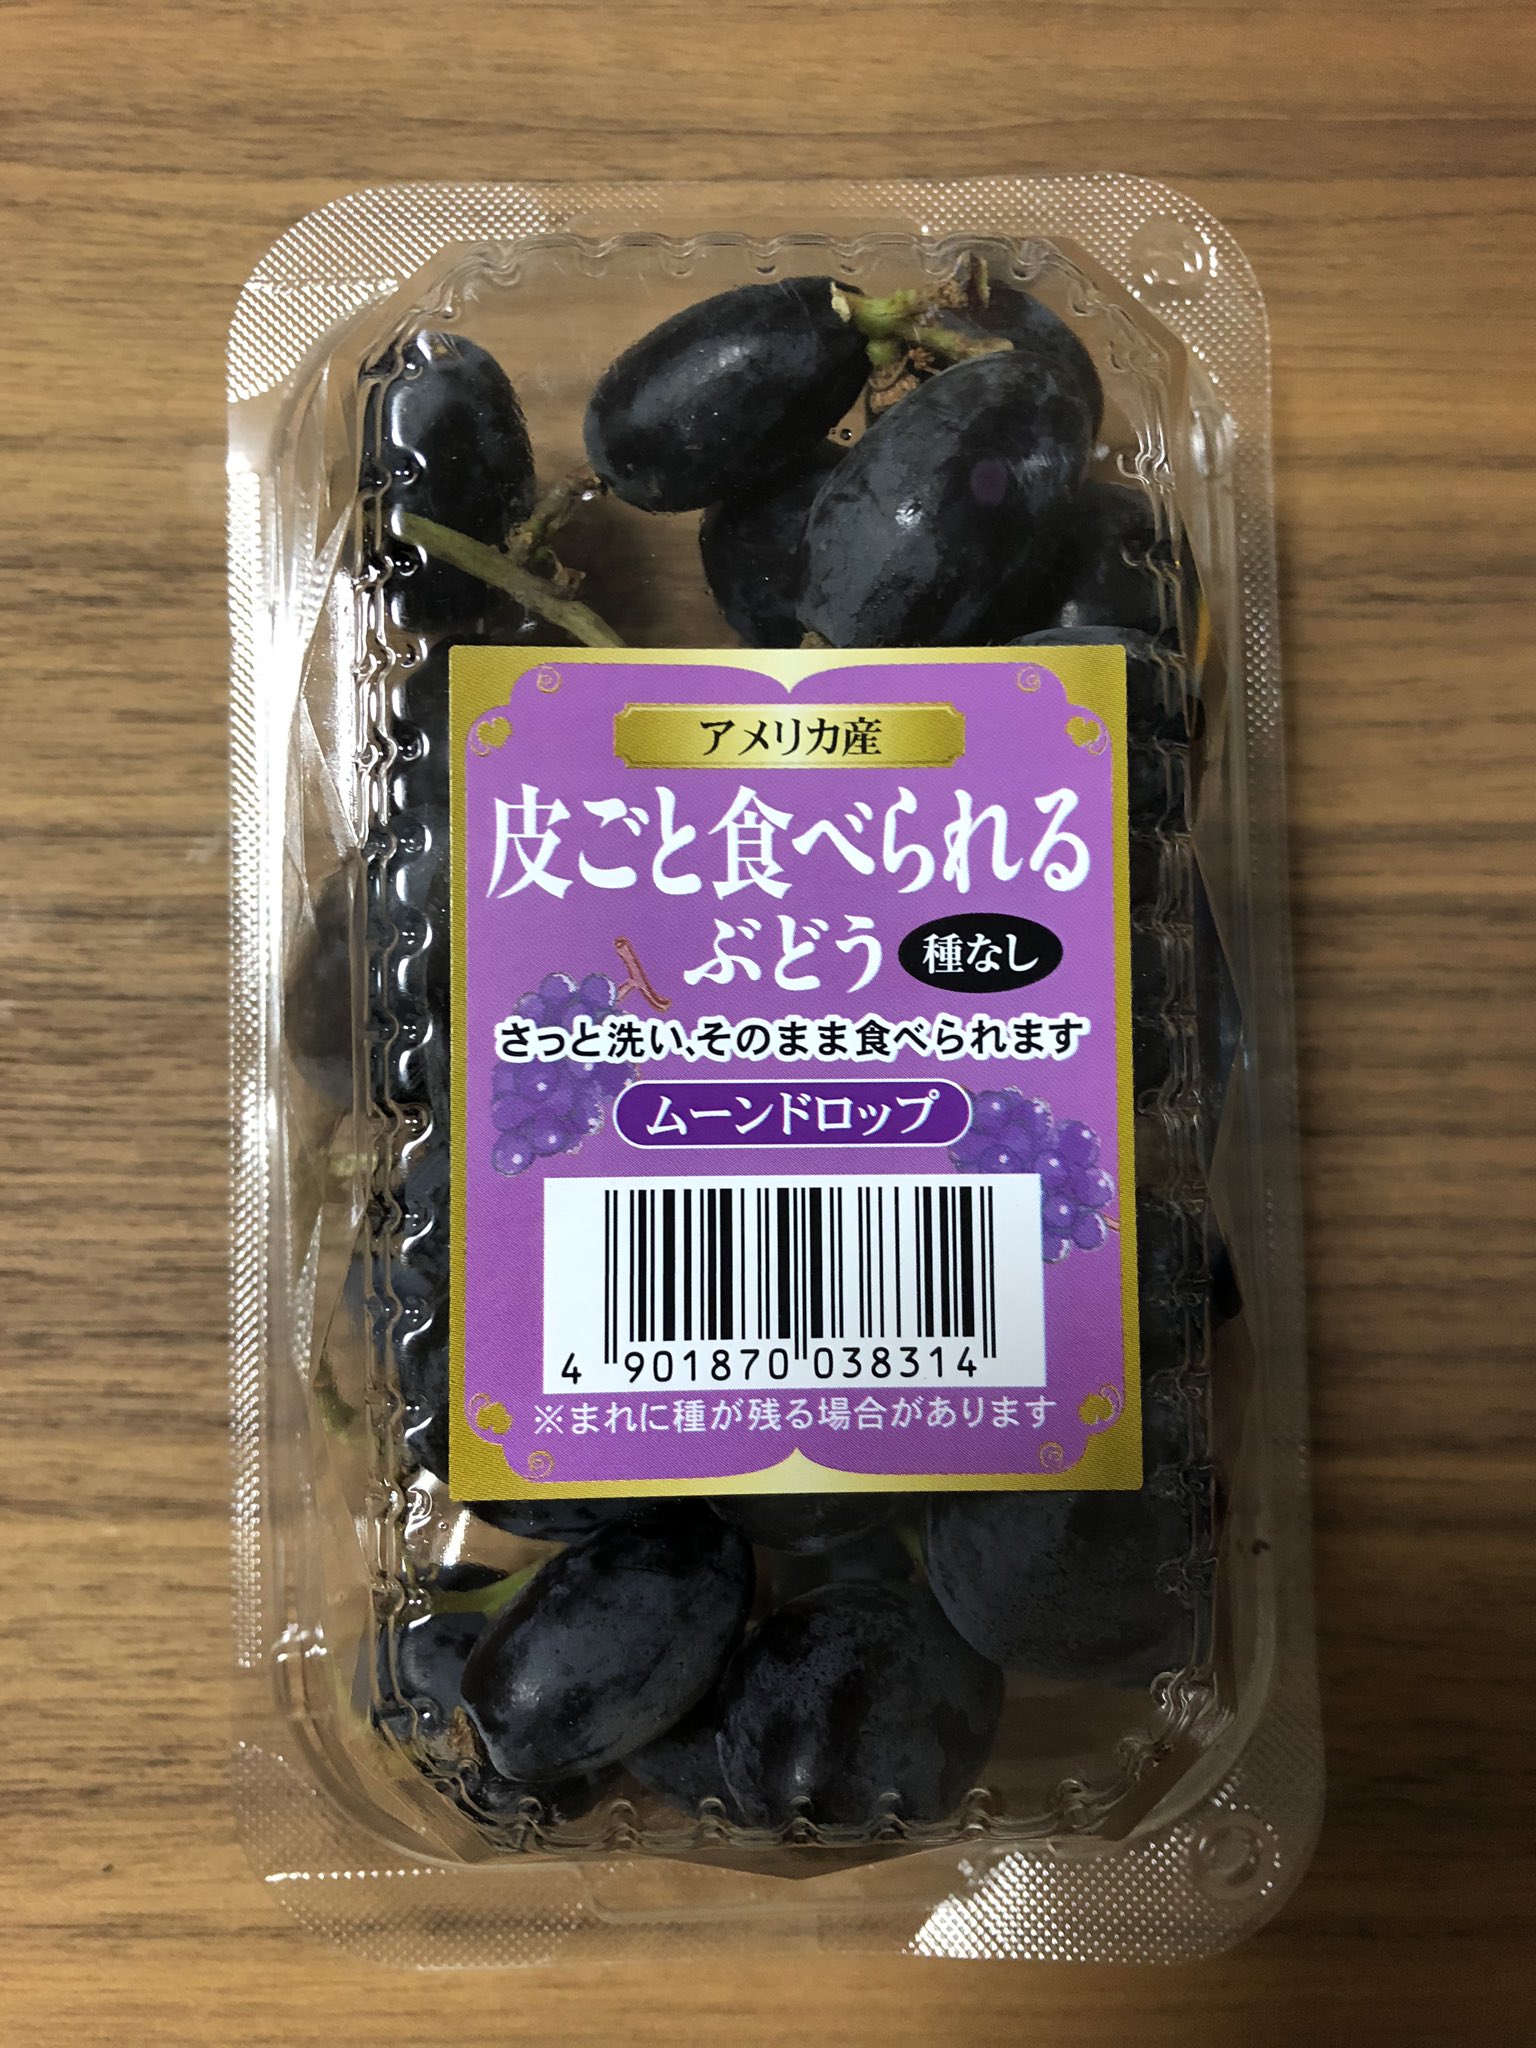 アメリカ産
皮ごと食べられる
ぶどう 種なし
さっと洗い、そのまま食べられます
ムーンドロップ
4 901870 038314
※まれに種が残る場合があります